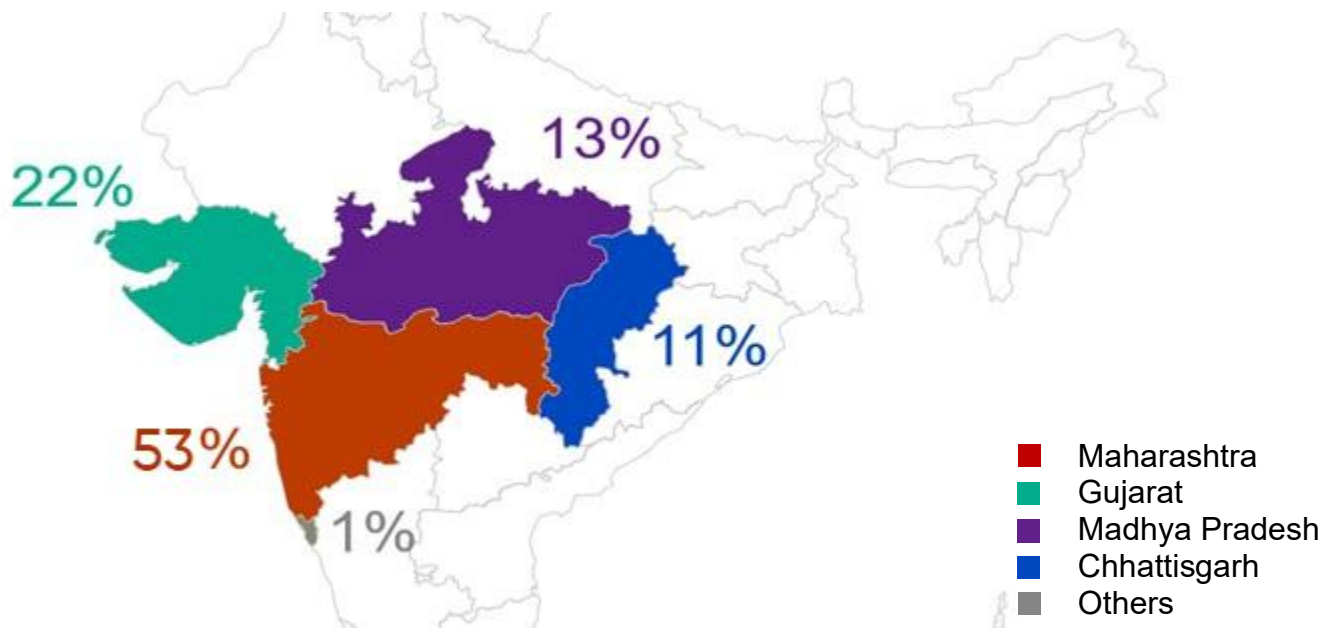 13%
22%
11%
53%
1%
Maharashtra
Gujarat
Madhya Pradesh
Chhattisgarh
Others